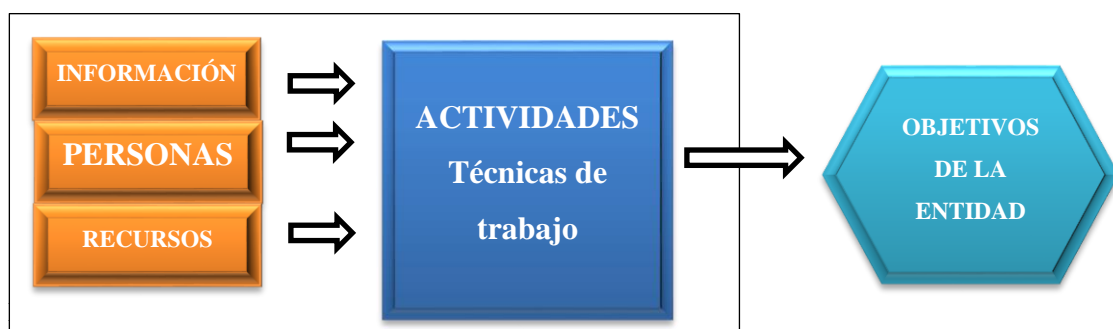 INFORMACIÓN
PERSONAS
RECURSOS
ACTIVIDADES
Técnicas de
trabajo
OBJETIVOS
DE LA
ENTIDAD